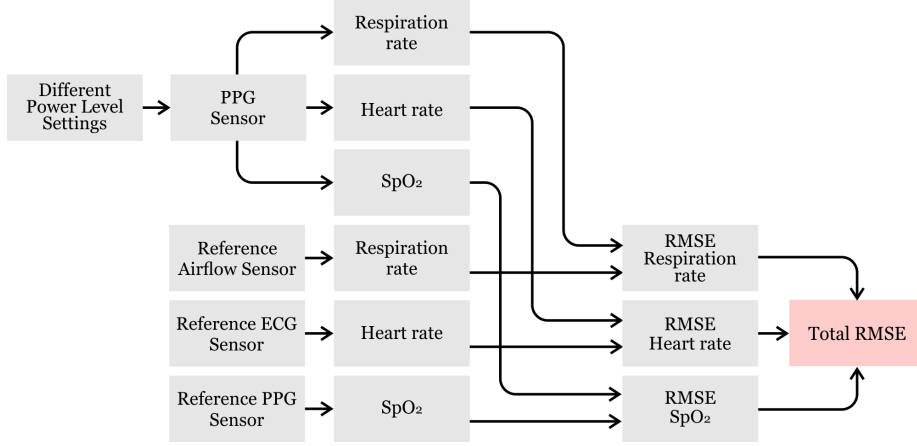 Respiration
rate
Different
Power Level
Settings
PPG
Sensor
Heart rate
SpO₂
Reference
Airflow Sensor
Respiration
rate
RMSE
Respiration
rate
Reference ECG
Sensor
Heart rate
RMSE
Heart rate
Total RMSE
Reference PPG
Sensor
SpO₂
RMSE
SpO₂